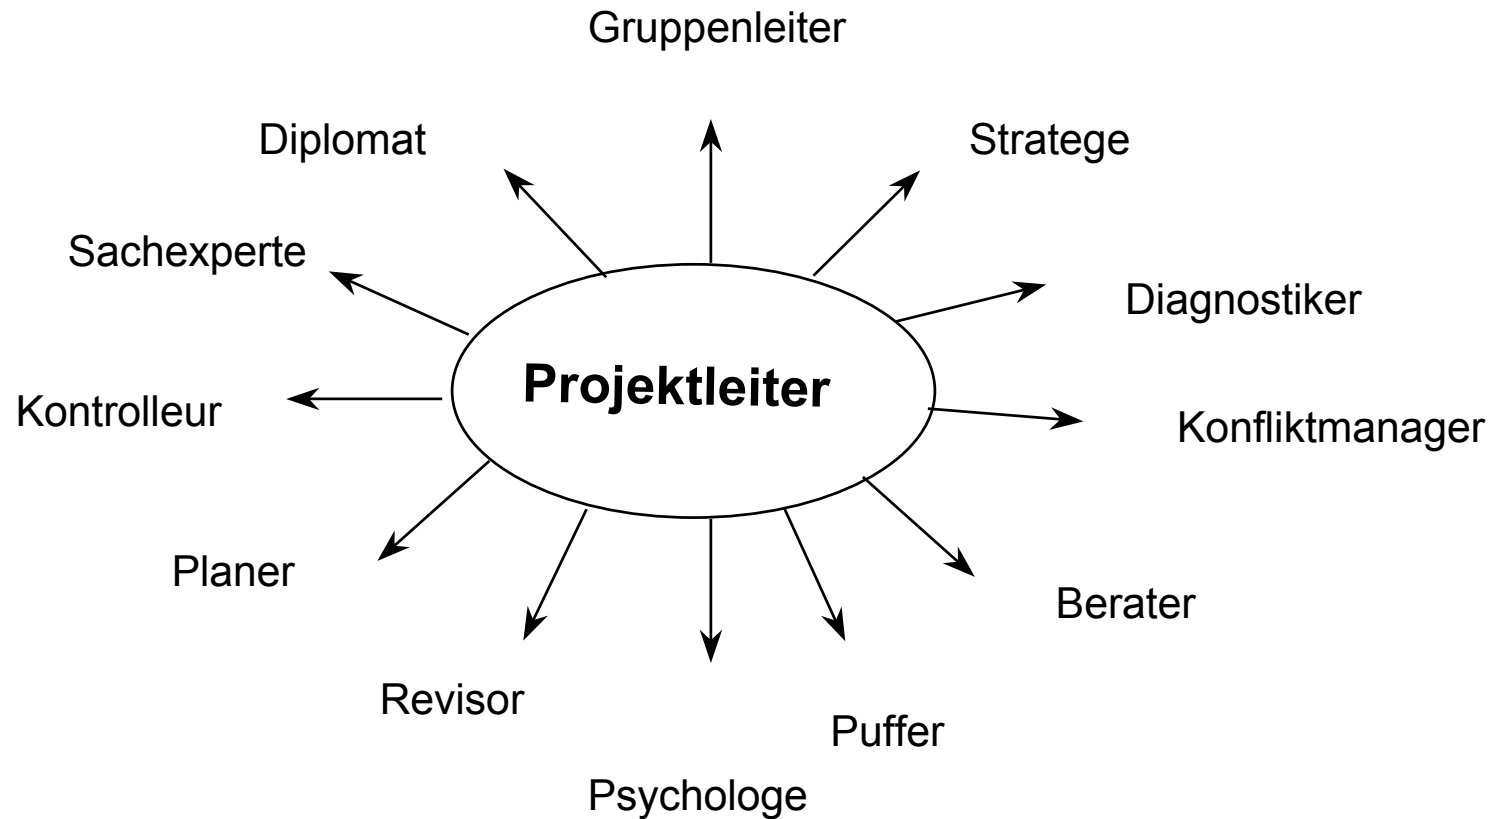 Gruppenleiter
Diplomat
Stratege
Sachexperte
Diagnostiker
Projektleiter
Kontrolleur
Konfliktmanager
Planer
Berater
Revisor
Puffer
Psychologe